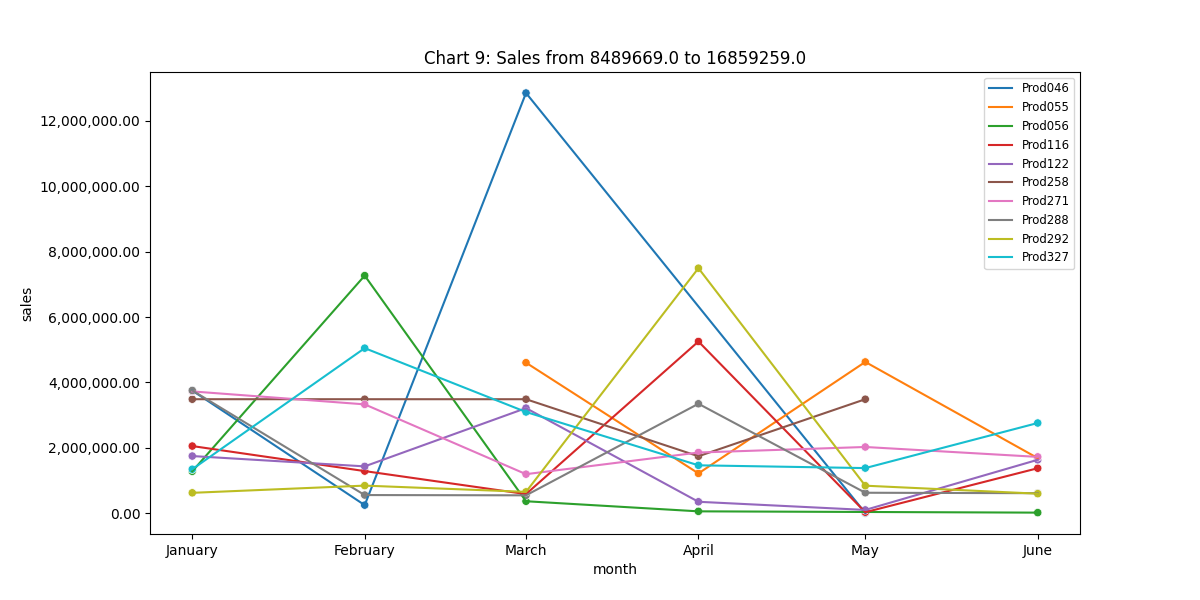 Chart 9: Sales from 8489669.0 to 16859259.0
sales
12,000,000.00
10,000,000.00
8,000,000.00
6,000,000.00
4,000,000.00
2,000,000.00
0.00
Prod046
Prod055
Prod056
Prod116
Prod122
Prod258
Prod271
Prod288
Prod292
Prod327
January February March April May June
month